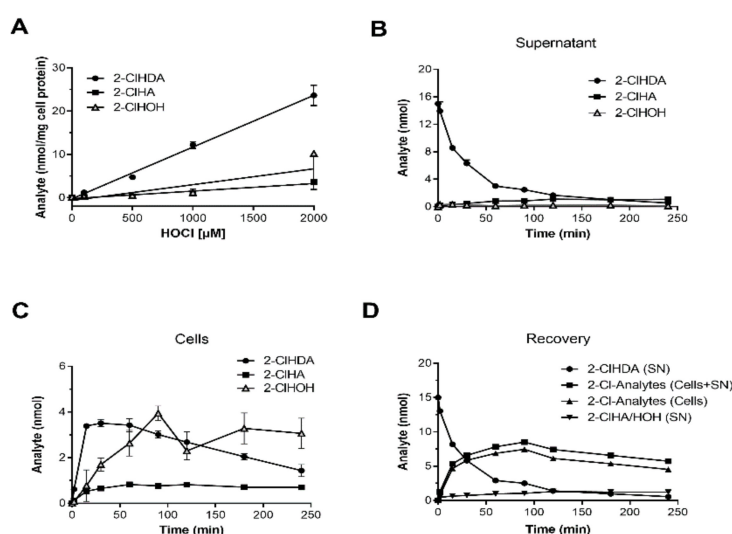 A
Analyte (nmol/mg cell protein)
30
20
10
0
2-ClHDA
2-ClHA
2-ClHOH
0 500 1000 1500 2000
HOCl [µM]
B
Supernatant
Analyte (nmol)
20
15
10
5
0
2-ClHDA
2-ClHA
2-ClHOH
0 50 100 150 200 250
Time (min)
C
Cells
Analyte (nmol)
6
4
2
0
2-ClHDA
2-ClHA
2-ClHOH
0 50 100 150 200 250
Time (min)
D
Recovery
Analyte (nmol)
20
15
10
5
0
2-ClHDA (SN)
2-Cl-Analytes (Cells+SN)
2-Cl-Analytes (Cells)
2-ClHA/HOH (SN)
0 50 100 150 200 250
Time (min)